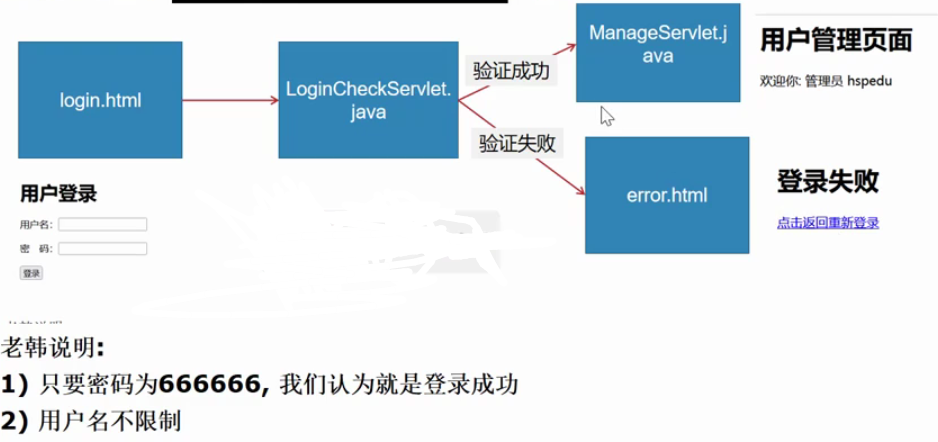 login.html
LoginCheckServlet.
java
验证成功
验证失败
ManageServlet.j
ava
error.html
用户管理页面
欢迎你: 管理员 hspedu
登录失败
点击返回重新登录
用户登录
用户名:
密 码:
登录
老韩说明:
1) 只要密码为666666, 我们认为就是登录成功
2) 用户名不限制